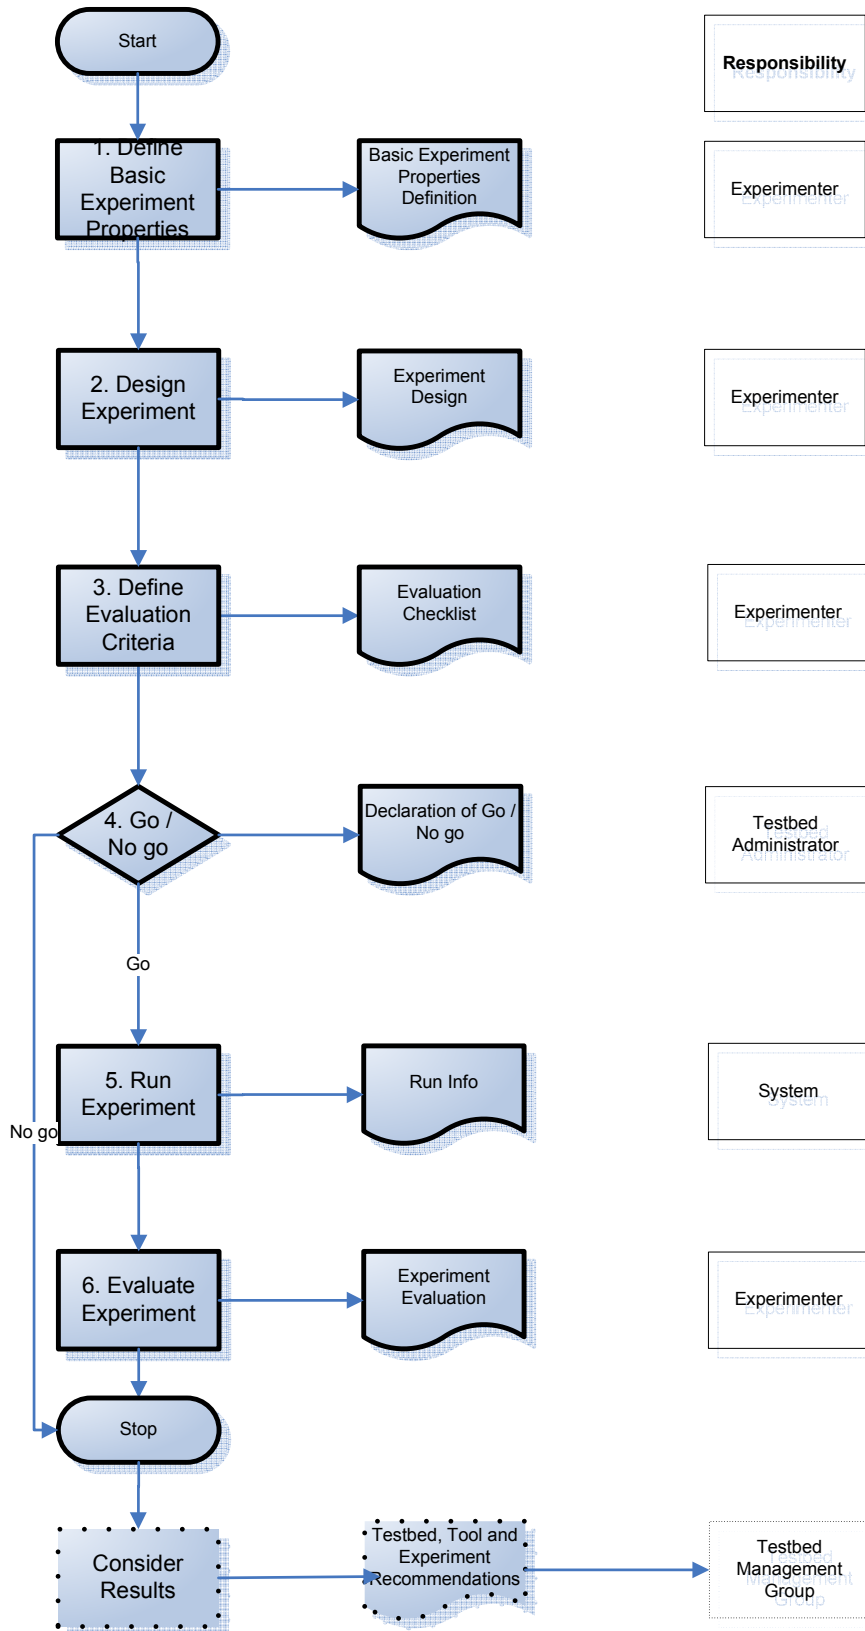 Start
Responsibility
1. Define
Basic
Experiment
Properties
Basic Experiment
Properties
Definition
Experimenter
2. Design
Experiment
Experiment
Design
Experimenter
3. Define
Evaluation
Criteria
Evaluation
Checklist
Experimenter
4. Go /
No go
Declaration of Go /
No go
Testbed
Administrator
Go
5. Run
Experiment
Run Info
System
No go
6. Evaluate
Experiment
Experiment
Evaluation
Experimenter
Stop
Consider
Results
Testbed, Tool and
Experiment
Recommendations
Testbed
Management
Group